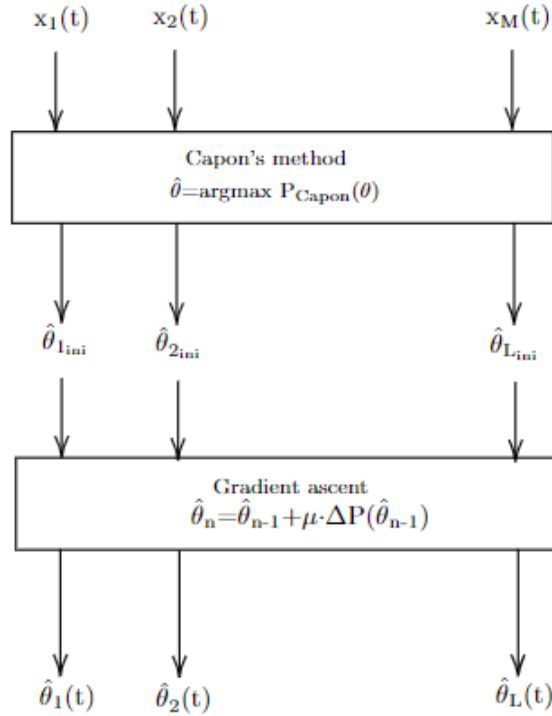 x₁(t) x₂(t) x_M(t)
Capon's method
θ̂=argmax P_Capon(θ)
θ̂_1ini θ̂_2ini θ̂_Lini
Gradient ascent
θ̂_n=θ̂_n-1+μ·ΔP(θ̂_n-1)
θ̂₁(t) θ̂₂(t) θ̂_L(t)